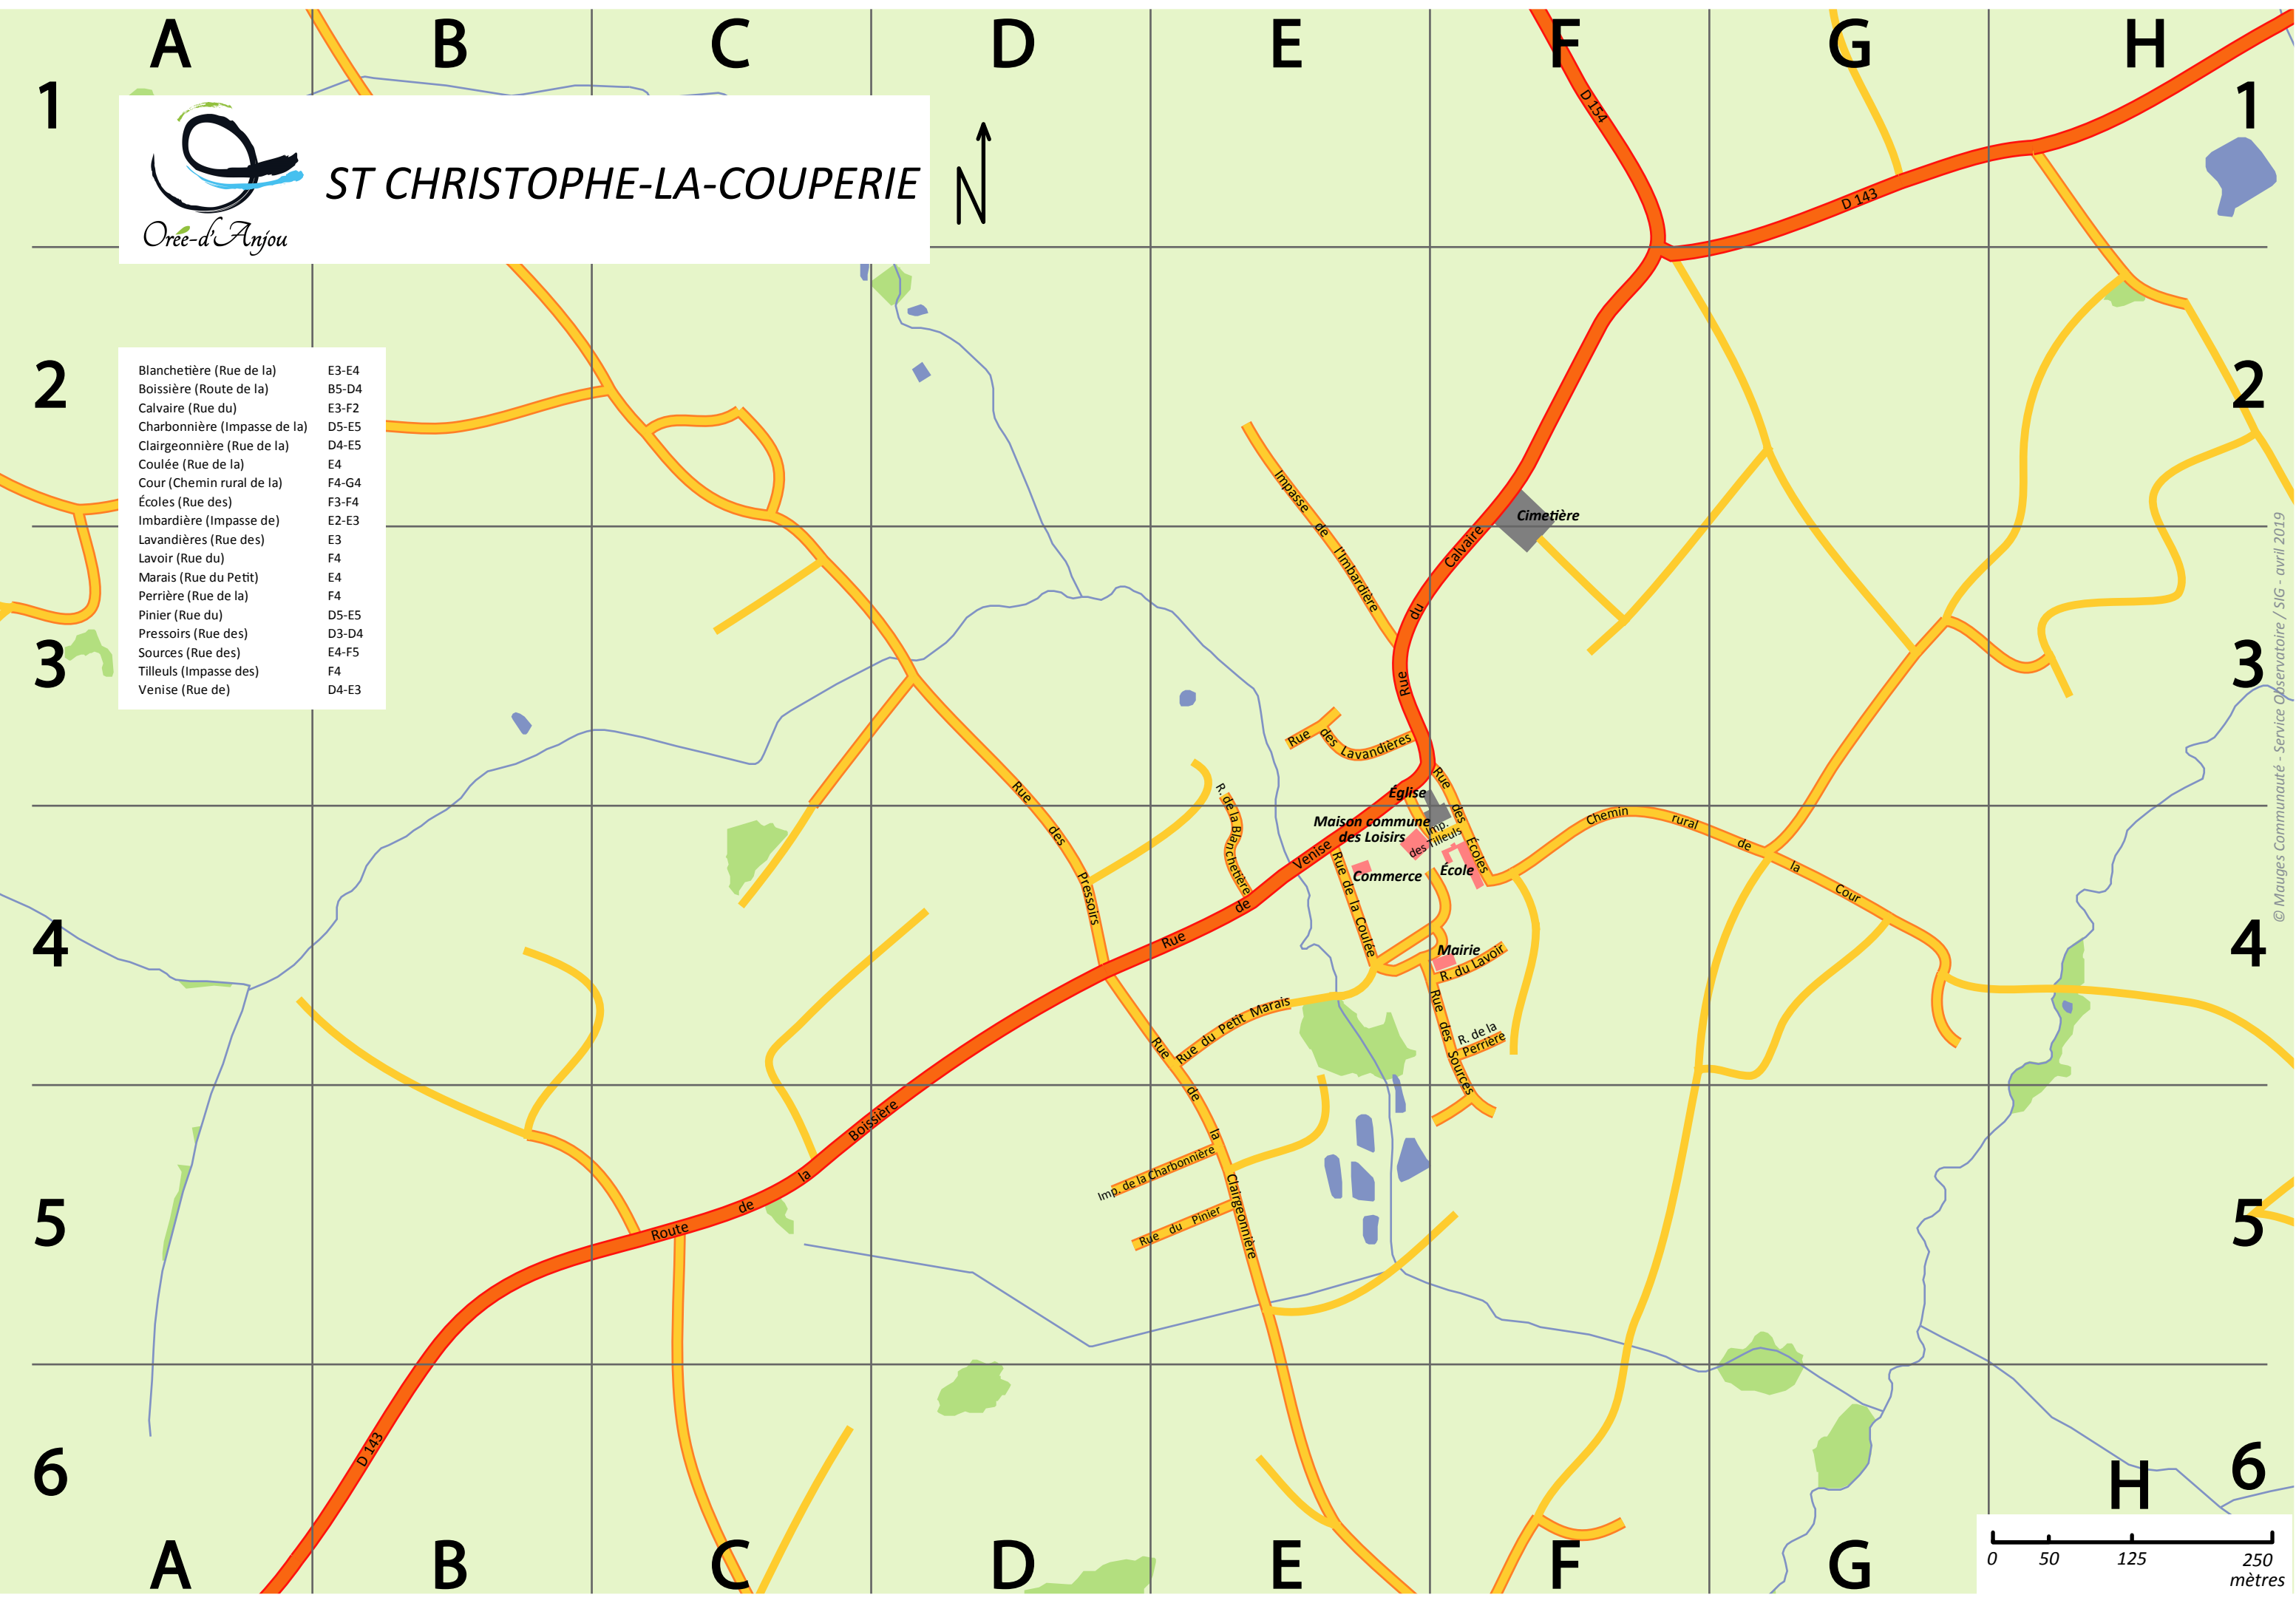 A B C D E F G H
1 1
D 154
ST CHRISTOPHE-LA-COUPERIE
N
Orée-d'Anjou
D 143
2 2
Blanchetière (Rue de la) E3-E4
Boissière (Route de la) B5-D4
Calvaire (Rue du) E3-F2
Charbonnière (Impasse de la) D5-E5
Clairgeonnière (Rue de la) D4-E5
Coulée (Rue de la) E4
Cour (Chemin rural de la) F4-G4
Écoles (Rue des) F3-F4
Imbardière (Impasse de) E2-E3
Lavandières (Rue des) E3
Lavoir (Rue du) F4
Marais (Rue du Petit) E4
Perrière (Rue de la) F4
Pinier (Rue du) D5-E5
Pressoirs (Rue des) D3-D4
Sources (Rue des) E4-F5
Tilleuls (Impasse des) F4
Venise (Rue de) D4-E3
Impasse de l'Imbardière
Cimetière
Rue du Calvaire
3 3
© Mauges Communauté - Service Observatoire / SIG - avril 2019
Rue des Lavandières
Rue des Pressoirs
R. de la Blanchetière
Église
Rue des Écoles
Maison commune
des Loisirs
Imp.
des Tilleuls
Chemin rural de la Cour
Rue de Venise
Commerce
École
Rue de la Coulée
4 4
Mairie
R. du Lavoir
Rue du Petit Marais
Rue des Sources
R. de la
Perrière
Rue de la Clairgeonnière
Imp. de la Charbonnière
Rue du Pinier
Route de la Boissière
5 5
D 143
6 6
H
A B C D E F G
0 50 125 250
mètres